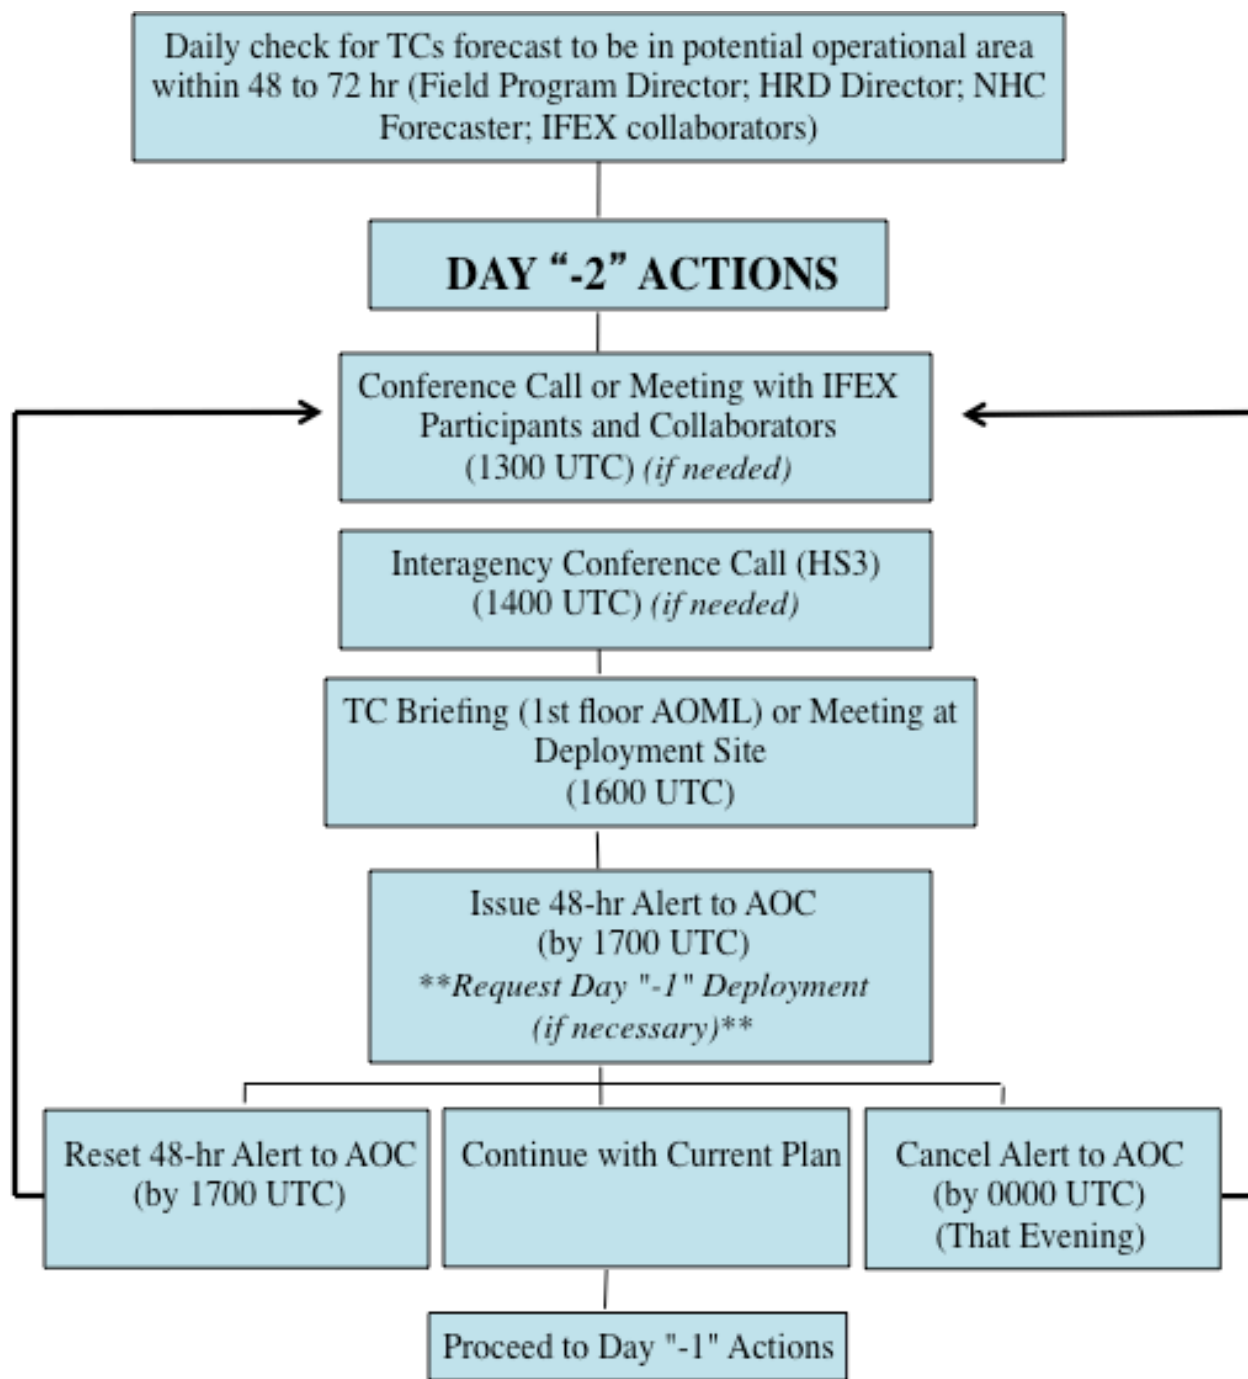 Daily check for TCs forecast to be in potential operational area
within 48 to 72 hr (Field Program Director; HRD Director; NHC
Forecaster; IFEX collaborators)
DAY “-2” ACTIONS
Conference Call or Meeting with IFEX
Participants and Collaborators
(1300 UTC) (if needed)
Interagency Conference Call (HS3)
(1400 UTC) (if needed)
TC Briefing (1st floor AOML) or Meeting at
Deployment Site
(1600 UTC)
Issue 48-hr Alert to AOC
(by 1700 UTC)
**Request Day "-1" Deployment
(if necessary)**
Reset 48-hr Alert to AOC
(by 1700 UTC)
Continue with Current Plan
Cancel Alert to AOC
(by 0000 UTC)
(That Evening)
Proceed to Day "-1" Actions